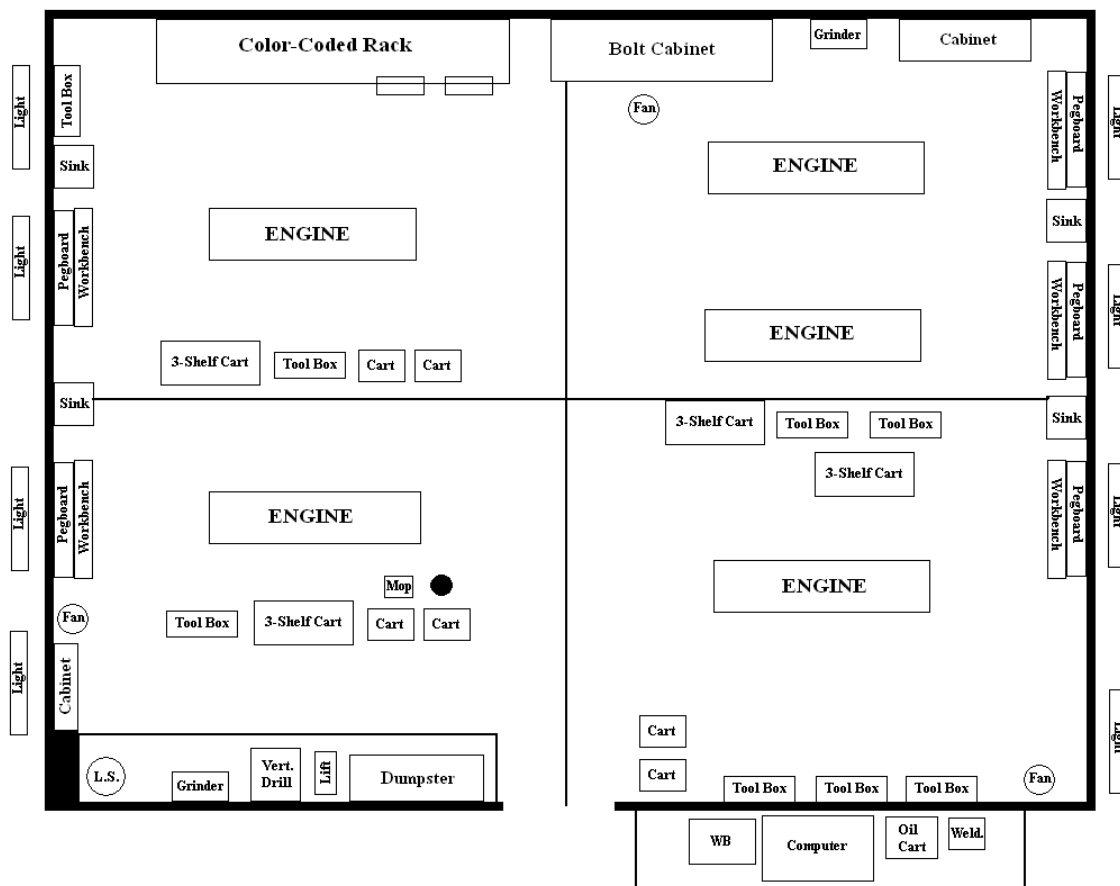 Color-Coded Rack
Bolt Cabinet
Grinder
Cabinet
Light
Tool Box
Fan
Workbench
Pegboard
Light
Sink
ENGINE
Sink
Light
Pegboard
Workbench
ENGINE
ENGINE
Workbench
Pegboard
Light
3-Shelf Cart
Tool Box
Cart
Cart
Sink
Sink
3-Shelf Cart
Tool Box
Tool Box
3-Shelf Cart
Light
Pegboard
Workbench
ENGINE
Workbench
Pegboard
Light
Mop
ENGINE
Fan
Tool Box
3-Shelf Cart
Cart
Cart
Light
Cabinet
Cart
Light
L.S.
Grinder
Vert.
Drill
Lift
Dumpster
Cart
Tool Box
Tool Box
Tool Box
Fan
WB
Computer
Oil
Cart
Weld.